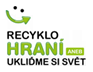 RECYKLO
HRANÍ ANEB
UKLIĎME SI SVĚT